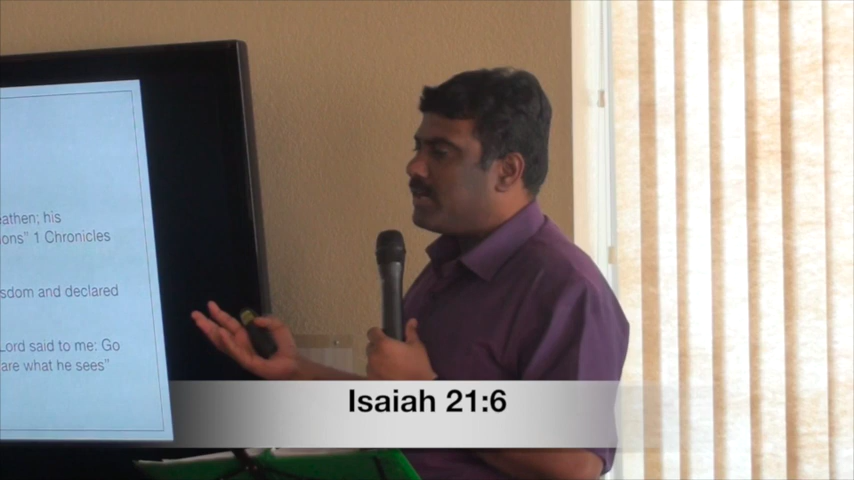 eathen; his
ons" 1 Chronicles
sdom and declared
Lord said to me: Go
are what he sees"
Isaiah 21:6